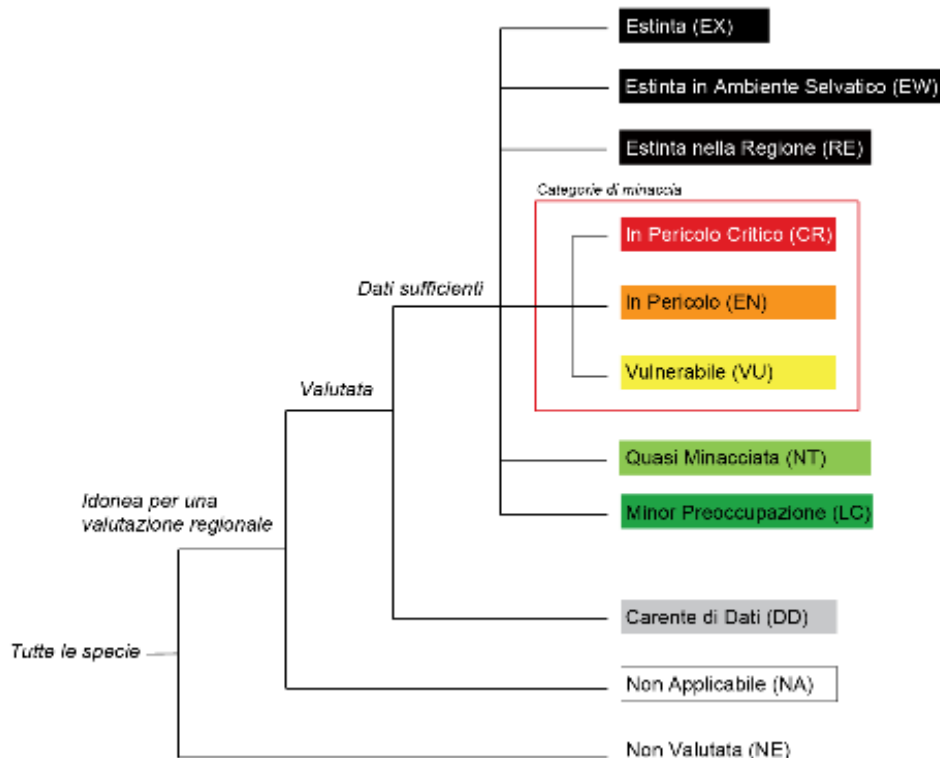 Estinta (EX)
Estinta in Ambiente Selvatico (EW)
Estinta nella Regione (RE)
Categorie di minaccia
In Pericolo Critico (CR)
Dati sufficienti
In Pericolo (EN)
Vulnerabile (VU)
Valutata
Quasi Minacciata (NT)
Idonea per una
valutazione regionale
Minor Preoccupazione (LC)
Carente di Dati (DD)
Tutte le specie
Non Applicabile (NA)
Non Valutata (NE)